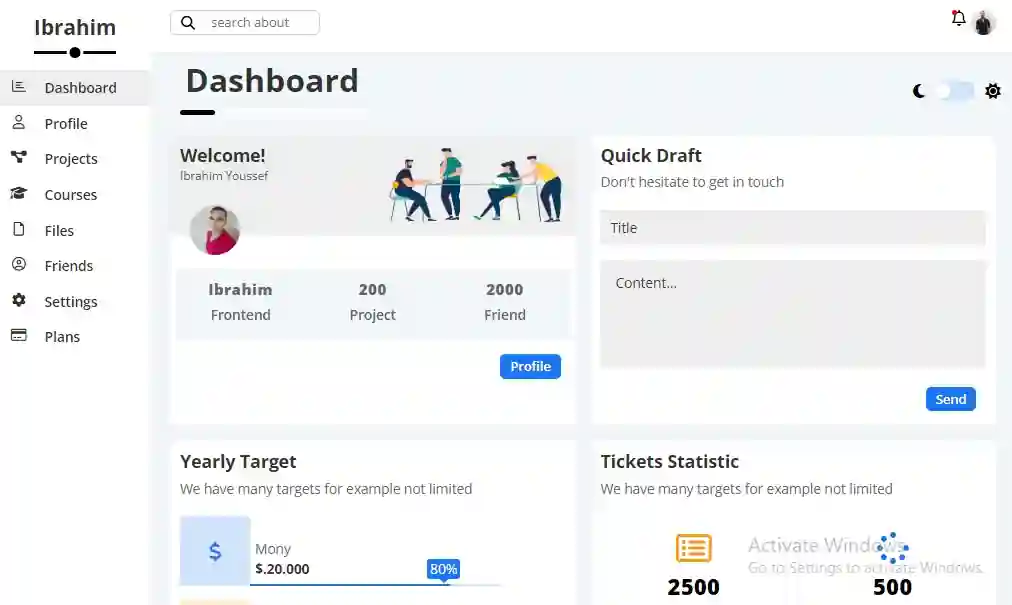 Ibrahim
search about
Dashboard
Profile
Projects
Courses
Files
Friends
Settings
Plans
Dashboard
Welcome!
Ibrahim Youssef
Ibrahim 200 2000
Frontend Project Friend
Profile
Quick Draft
Don't hesitate to get in touch
Title
Content...
Send
Yearly Target
We have many targets for example not limited
$
Mony
$.20.000
80%
Tickets Statistic
We have many targets for example not limited
2500 500
Activate Windows
Go to Settings to activate Windows.